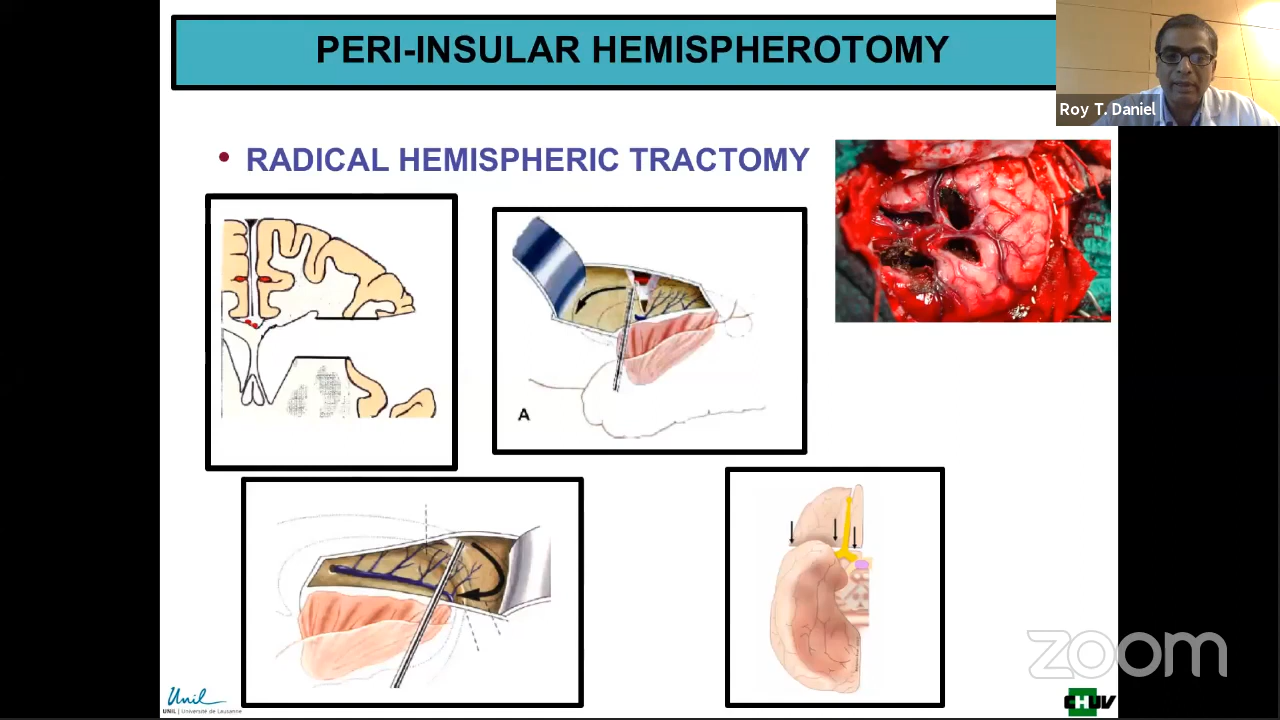 PERI-INSULAR HEMISPHEROTOMY
Roy T. Daniel
• RADICAL HEMISPHERIC TRACTOMY
A
zoom
Unil
UNIL | Université de Lausanne
CHUV